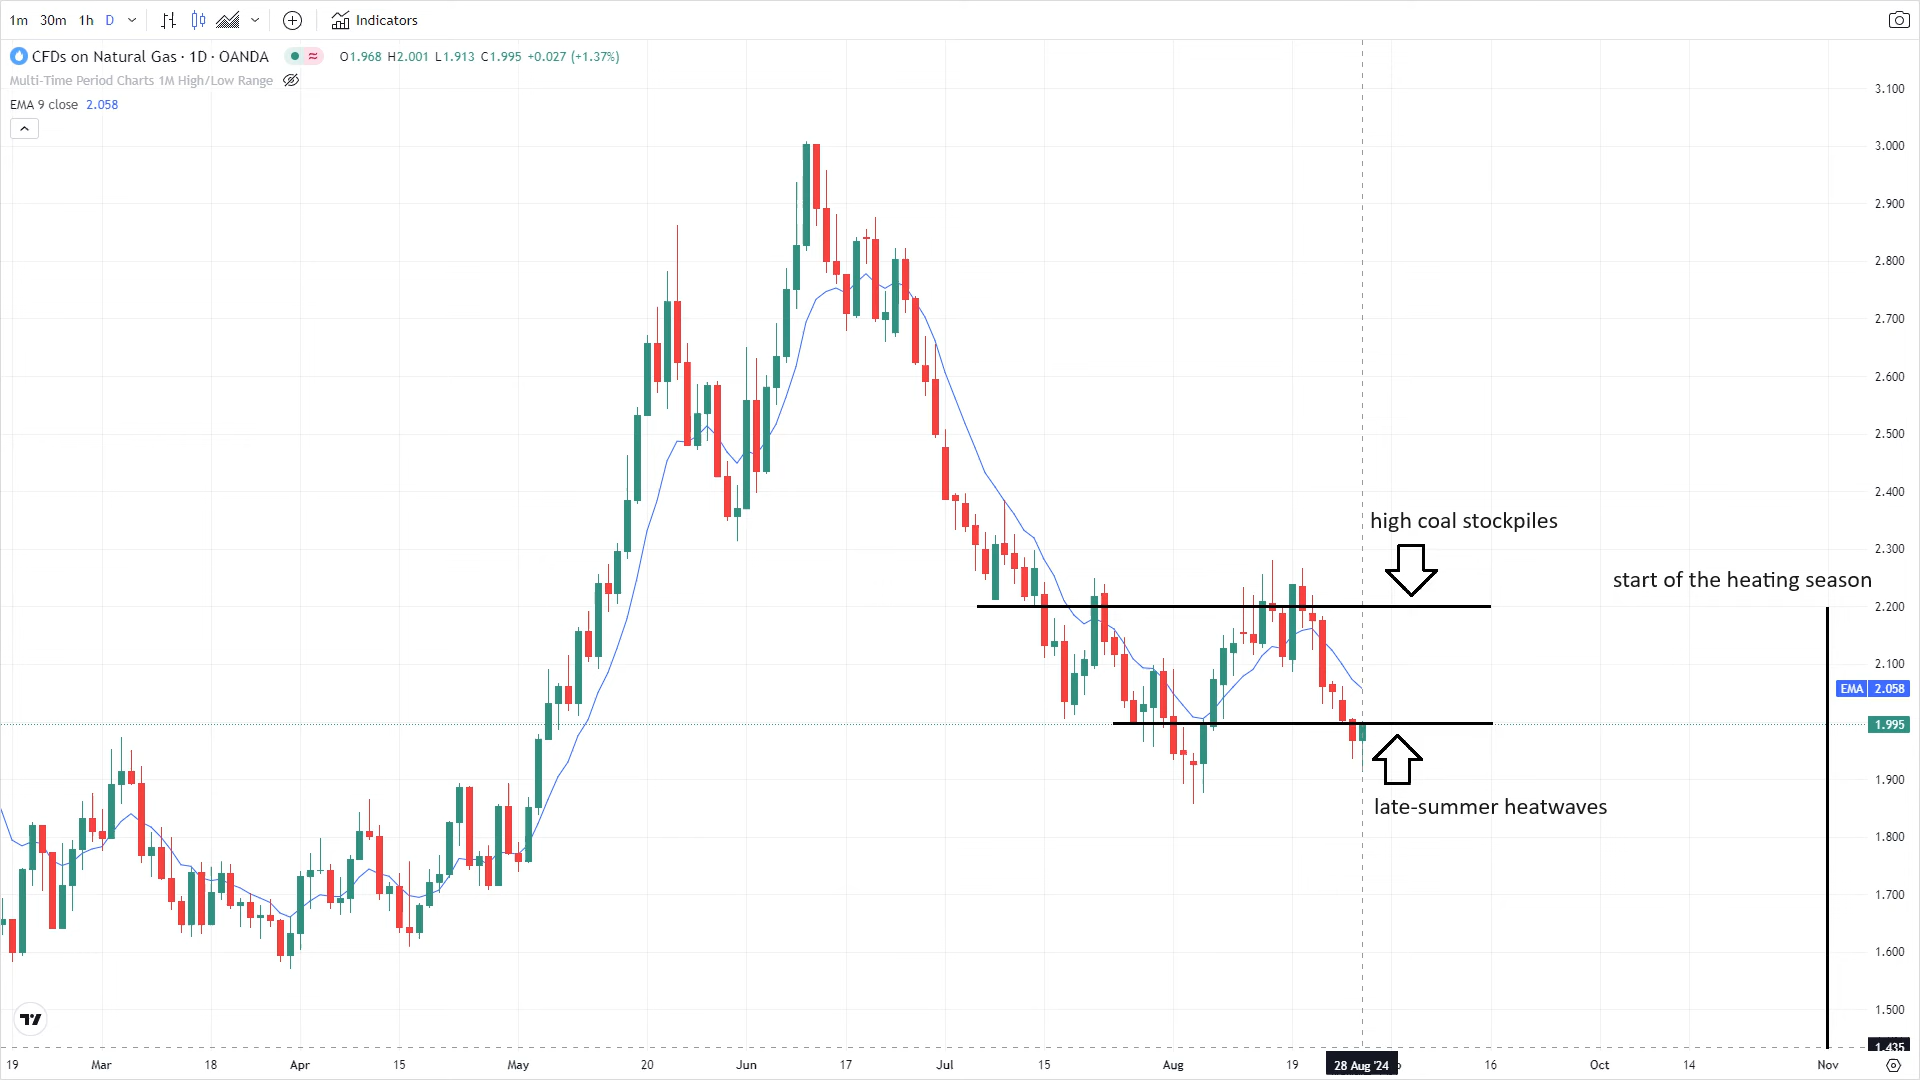 1m 30m 1h D Indicators
CFDs on Natural Gas · 1D · OANDA O1.968 H2.001 L1.913 C1.995 +0.027 (+1.37%)
Multi-Time Period Charts 1M High/Low Range
EMA 9 close 2.058
3.100
3.000
2.900
2.800
2.700
2.600
2.500
2.400
high coal stockpiles
2.300
start of the heating season
2.200
2.100
EMA 2.058
1.995
1.900
late-summer heatwaves
1.800
1.700
1.600
1.500
1.435
19 Mar 18 Apr 15 May 20 Jun 17 Jul 15 Aug 19 28 Aug '24 16 Oct 14 Nov